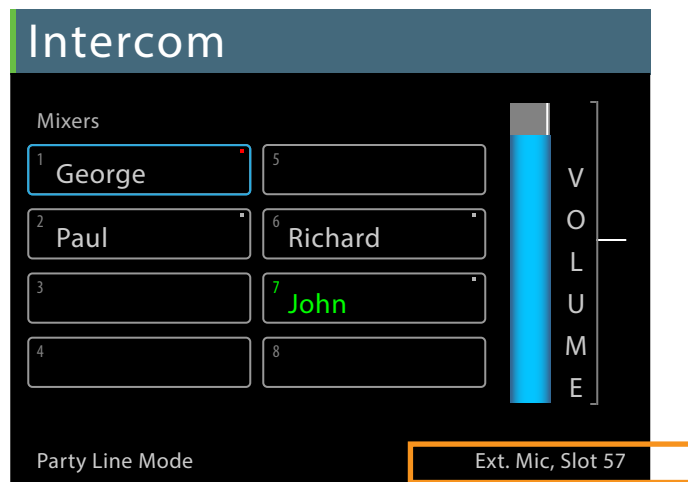 Intercom
Mixers
1 George
5
2 Paul
6 Richard
3
7 John
4
8
VOLUME
Party Line Mode
Ext. Mic, Slot 57